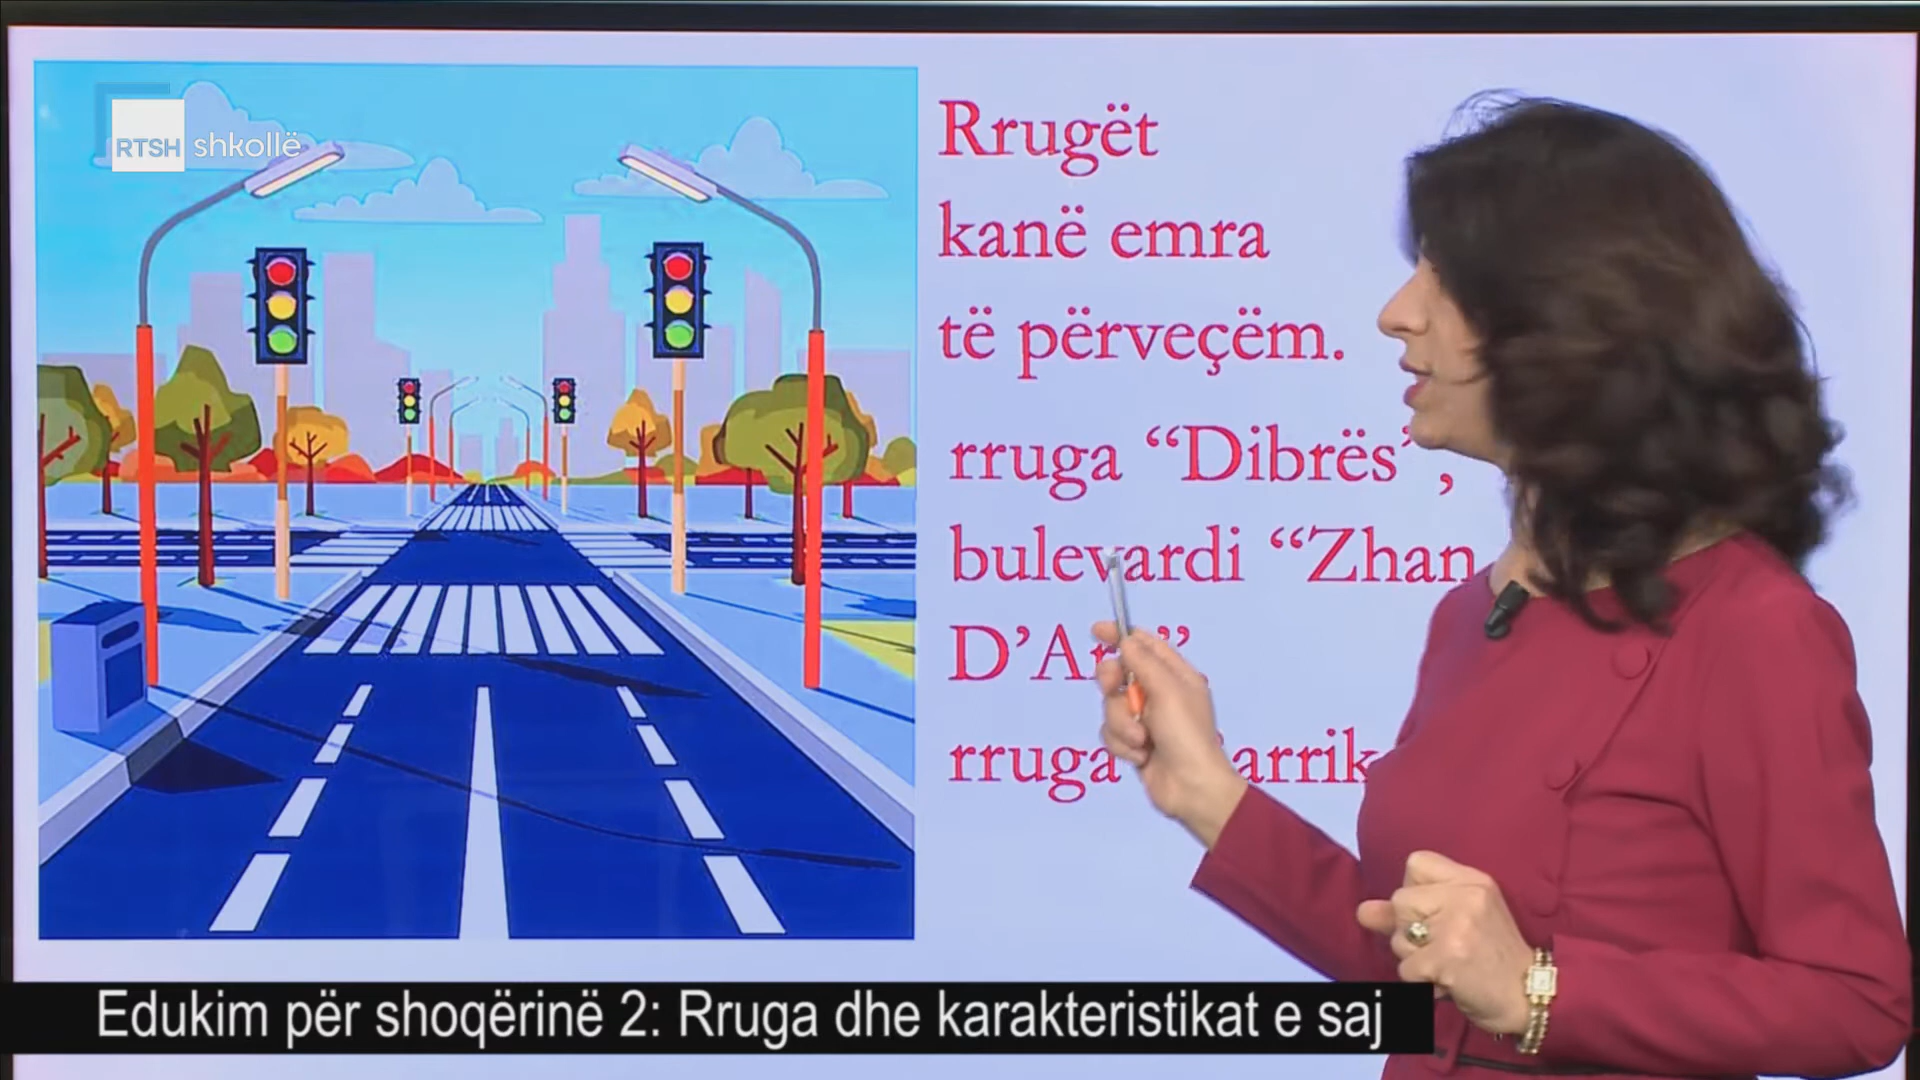 RTSH shkollë
Rrugët
kanë emra
të përveçëm.
rruga “Dibrës”,
bulevardi “Zhan
rruga
Edukim për shoqërinë 2: Rruga dhe karakteristikat e saj